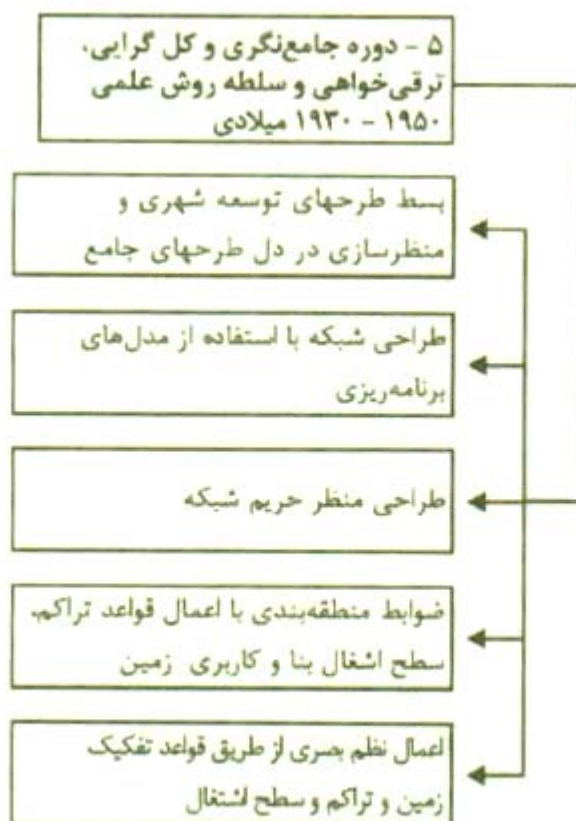 ۵ - دوره جامع‌نگری و کل گرایی،
ترقی‌خواهی و سلطه روش علمی
۱۹۵۰ - ۱۹۳۰ میلادی
بسط طرحهای توسعه شهری و
منظرسازی در دل طرحهای جامع
طراحی شبکه با استفاده از مدل‌های
برنامه‌ریزی
طراحی منظر حریم شبکه
ضوابط منطقه‌بندی با اعمال قواعد تراکم،
سطح اشغال بنا و کاربری زمین
اعمال نظم بصری از طریق قواعد تفکیک
زمین و تراکم و سطح اشتغال